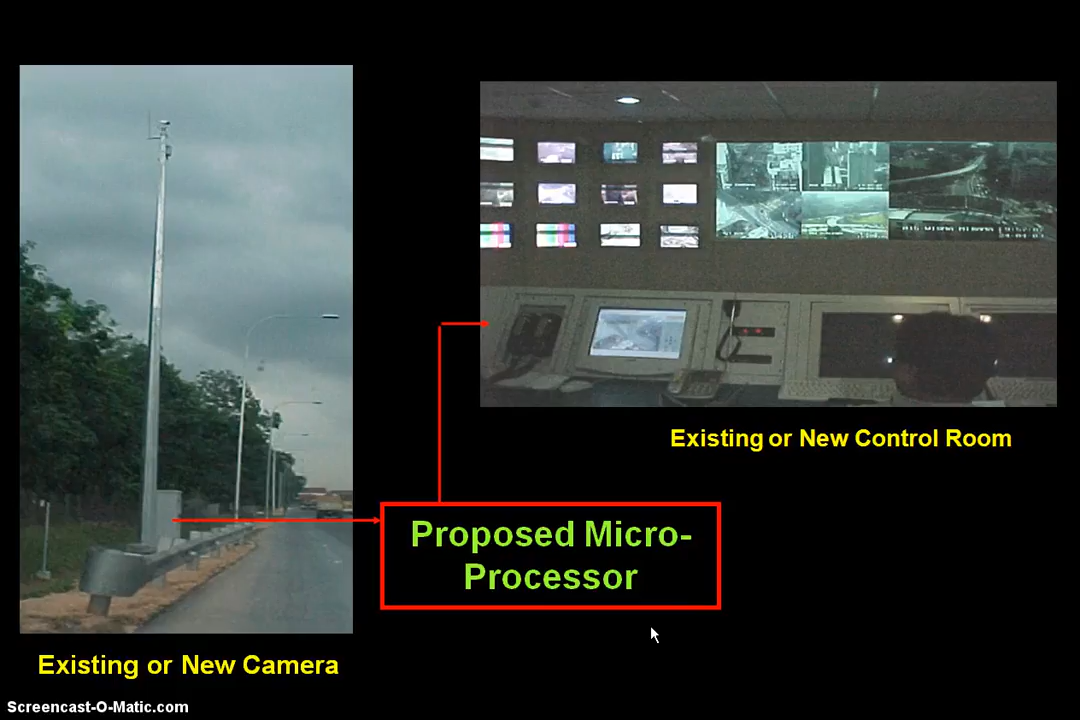 Existing or New Control Room
Proposed Micro-
Processor
Existing or New Camera
Screencast-O-Matic.com